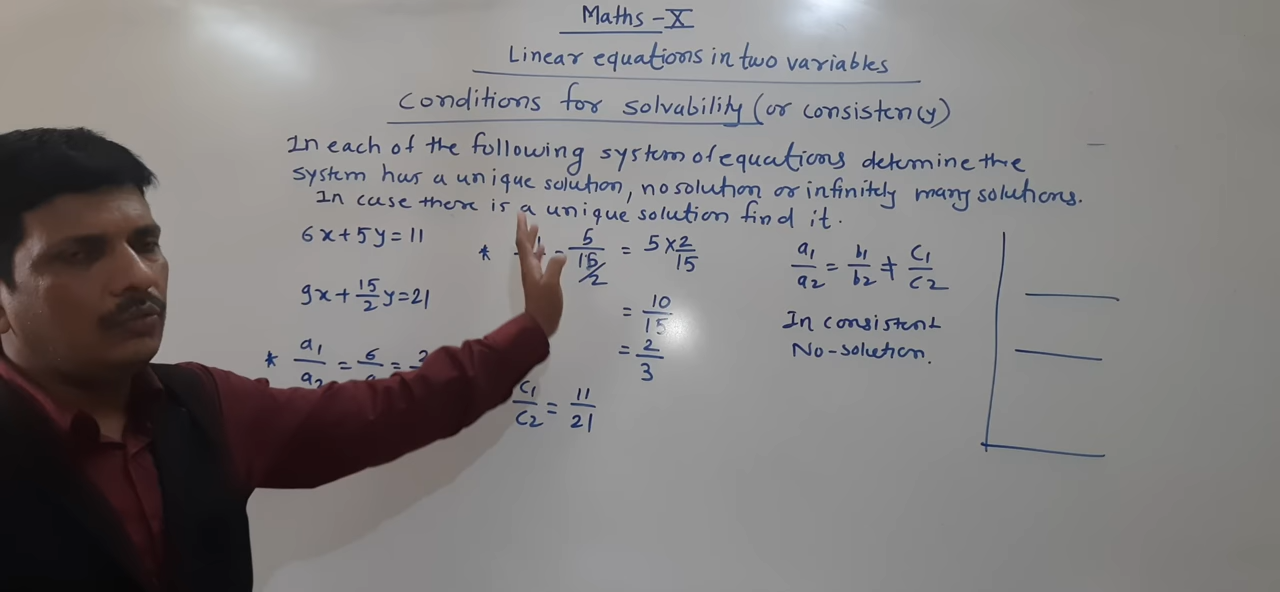 Maths - X
Linear equations in two variables
Conditions for solvability (or consistency)
In each of the following system of equations determine the
system has a unique solution, no solution or infinitely many solutions.
In case there is a unique solution find it.
6x + 5y = 11
9x + 15/2 y = 21
* a1/a2 = 6/ =
* = 5/(15/2) = 5 × 2/15
= 10/15
= 2/3
c1/c2 = 11/21
a1/a2 = b1/b2 ≠ c1/c2
In consistent
No-solution.